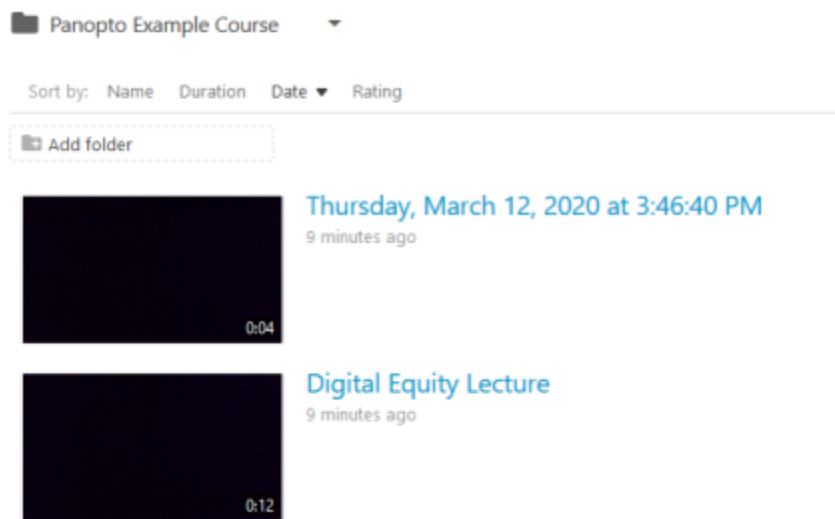 Panopto Example Course
Sort by: Name Duration Date Rating
Add folder
Thursday, March 12, 2020 at 3:46:40 PM
9 minutes ago
0:04
Digital Equity Lecture
9 minutes ago
0:12